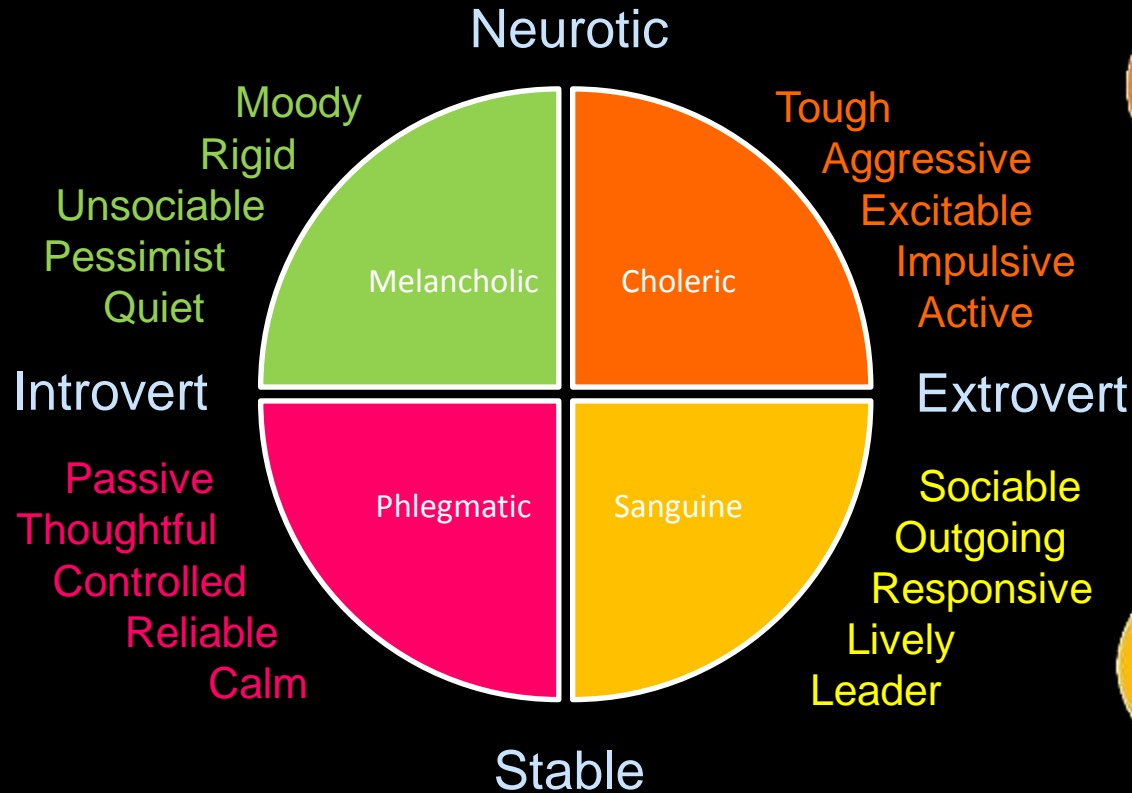 Neurotic
Moody
Rigid
Unsociable
Pessimist
Quiet
Tough
Aggressive
Excitable
Impulsive
Active
Melancholic
Choleric
Introvert
Extrovert
Passive
Thoughtful
Controlled
Reliable
Calm
Phlegmatic
Sanguine
Sociable
Outgoing
Responsive
Lively
Leader
Stable